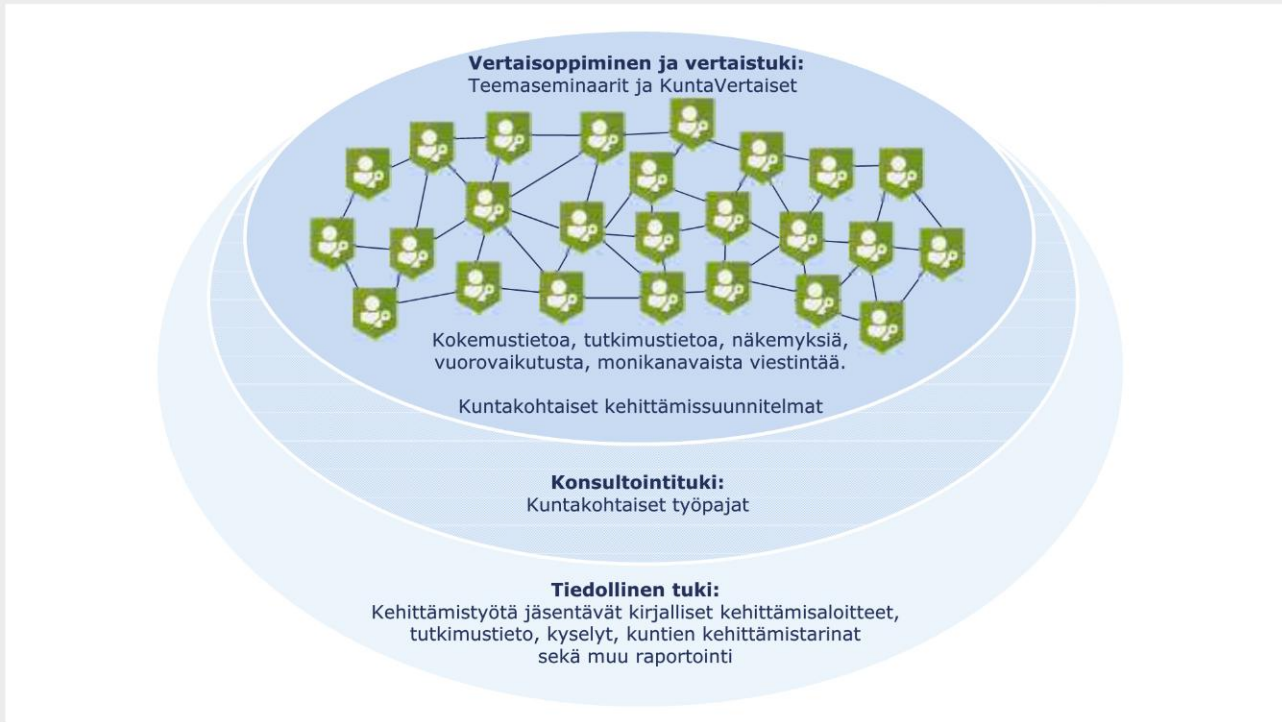 Vertaisoppiminen ja vertaistuki:
Teemaseminaarit ja KuntaVertaiset
Kokemustietoa, tutkimustietoa, näkemyksiä,
vuorovaikutusta, monikanavaista viestintää.
Kuntakohtaiset kehittämissuunnitelmat
Konsultointituki:
Kuntakohtaiset työpajat
Tiedollinen tuki:
Kehittämistyötä jäsentävät kirjalliset kehittämisaloitteet,
tutkimustieto, kyselyt, kuntien kehittämistarinat
sekä muu raportointi